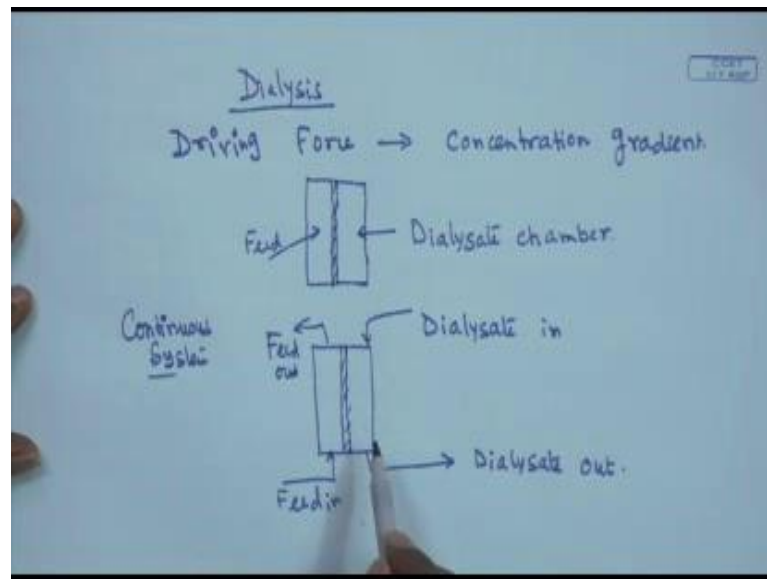 Dialysis
Driving Force → Concentration gradient.
Feed
Dialysate chamber.
Continuous System
Feed out
Dialysate in
Feed in
Dialysate out.